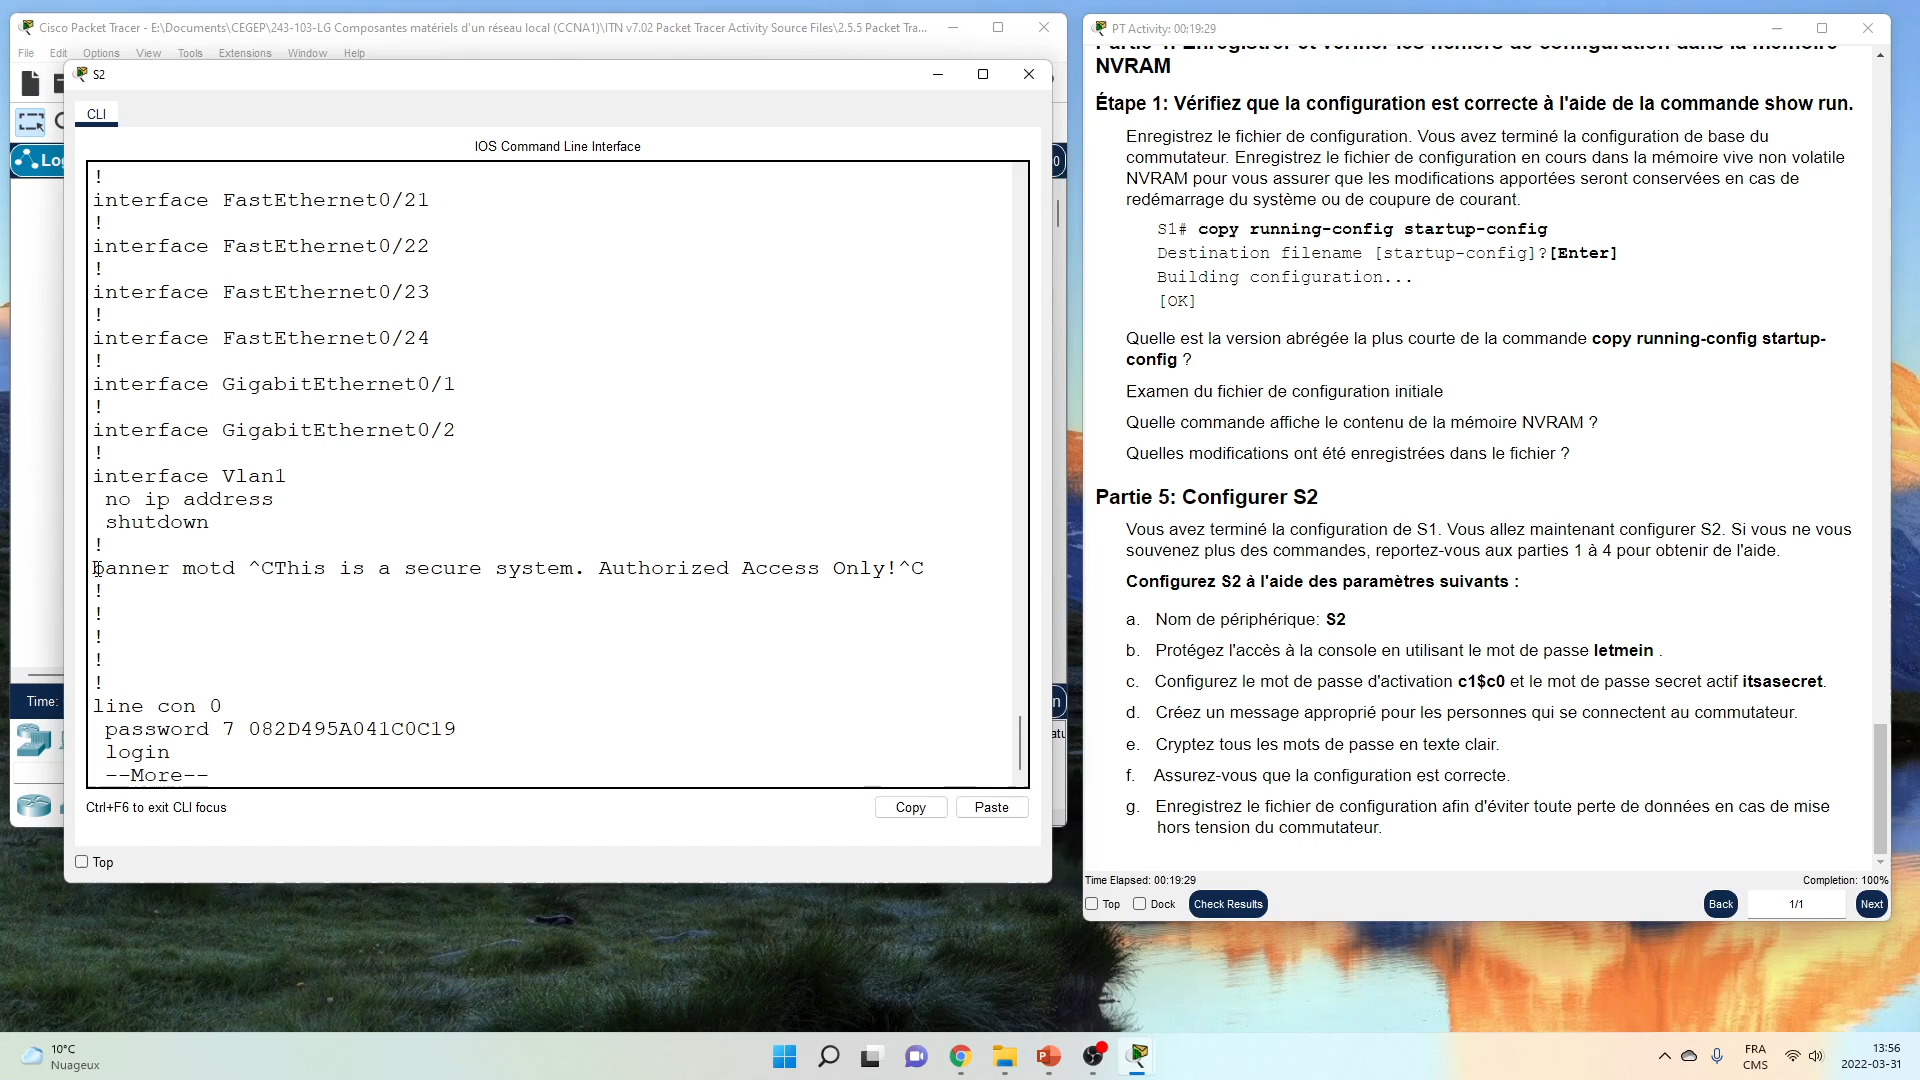 Cisco Packet Tracer - E:\Documents\CEGEP\243-103-LG Composantes matériels d'un réseau local (CCNA1)\ITN v7.02 Packet Tracer Activity Source Files\2.5.5 Packet Tra...
File Edit Options View Tools Extensions Window Help
S2
CLI
IOS Command Line Interface
!
interface FastEthernet0/21
!
interface FastEthernet0/22
!
interface FastEthernet0/23
!
interface FastEthernet0/24
!
interface GigabitEthernet0/1
!
interface GigabitEthernet0/2
!
interface Vlan1
no ip address
shutdown
!
banner motd ^CThis is a secure system. Authorized Access Only!^C
!
!
!
!
!
line con 0
password 7 082D495A041C0C19
login
--More--
Ctrl+F6 to exit CLI focus
Copy Paste
Top
Time:
PT Activity: 00:19:29
NVRAM
Étape 1: Vérifiez que la configuration est correcte à l'aide de la commande show run.
Enregistrez le fichier de configuration. Vous avez terminé la configuration de base du
commutateur. Enregistrez le fichier de configuration en cours dans la mémoire vive non volatile
NVRAM pour vous assurer que les modifications apportées seront conservées en cas de
redémarrage du système ou de coupure de courant.
S1# copy running-config startup-config
Destination filename [startup-config]?[Enter]
Building configuration...
[OK]
Quelle est la version abrégée la plus courte de la commande copy running-config startup-
config ?
Examen du fichier de configuration initiale
Quelle commande affiche le contenu de la mémoire NVRAM ?
Quelles modifications ont été enregistrées dans le fichier ?
Partie 5: Configurer S2
Vous avez terminé la configuration de S1. Vous allez maintenant configurer S2. Si vous ne vous
souvenez plus des commandes, reportez-vous aux parties 1 à 4 pour obtenir de l'aide.
Configurez S2 à l'aide des paramètres suivants :
a. Nom de périphérique: S2
b. Protégez l'accès à la console en utilisant le mot de passe letmein .
c. Configurez le mot de passe d'activation c1$c0 et le mot de passe secret actif itsasecret.
d. Créez un message approprié pour les personnes qui se connectent au commutateur.
e. Cryptez tous les mots de passe en texte clair.
f. Assurez-vous que la configuration est correcte.
g. Enregistrez le fichier de configuration afin d'éviter toute perte de données en cas de mise
hors tension du commutateur.
Time Elapsed: 00:19:29 Completion: 100%
Top Dock Check Results Back 1/1 Next
10°C
Nuageux
FRA
CMS
13:56
2022-03-31